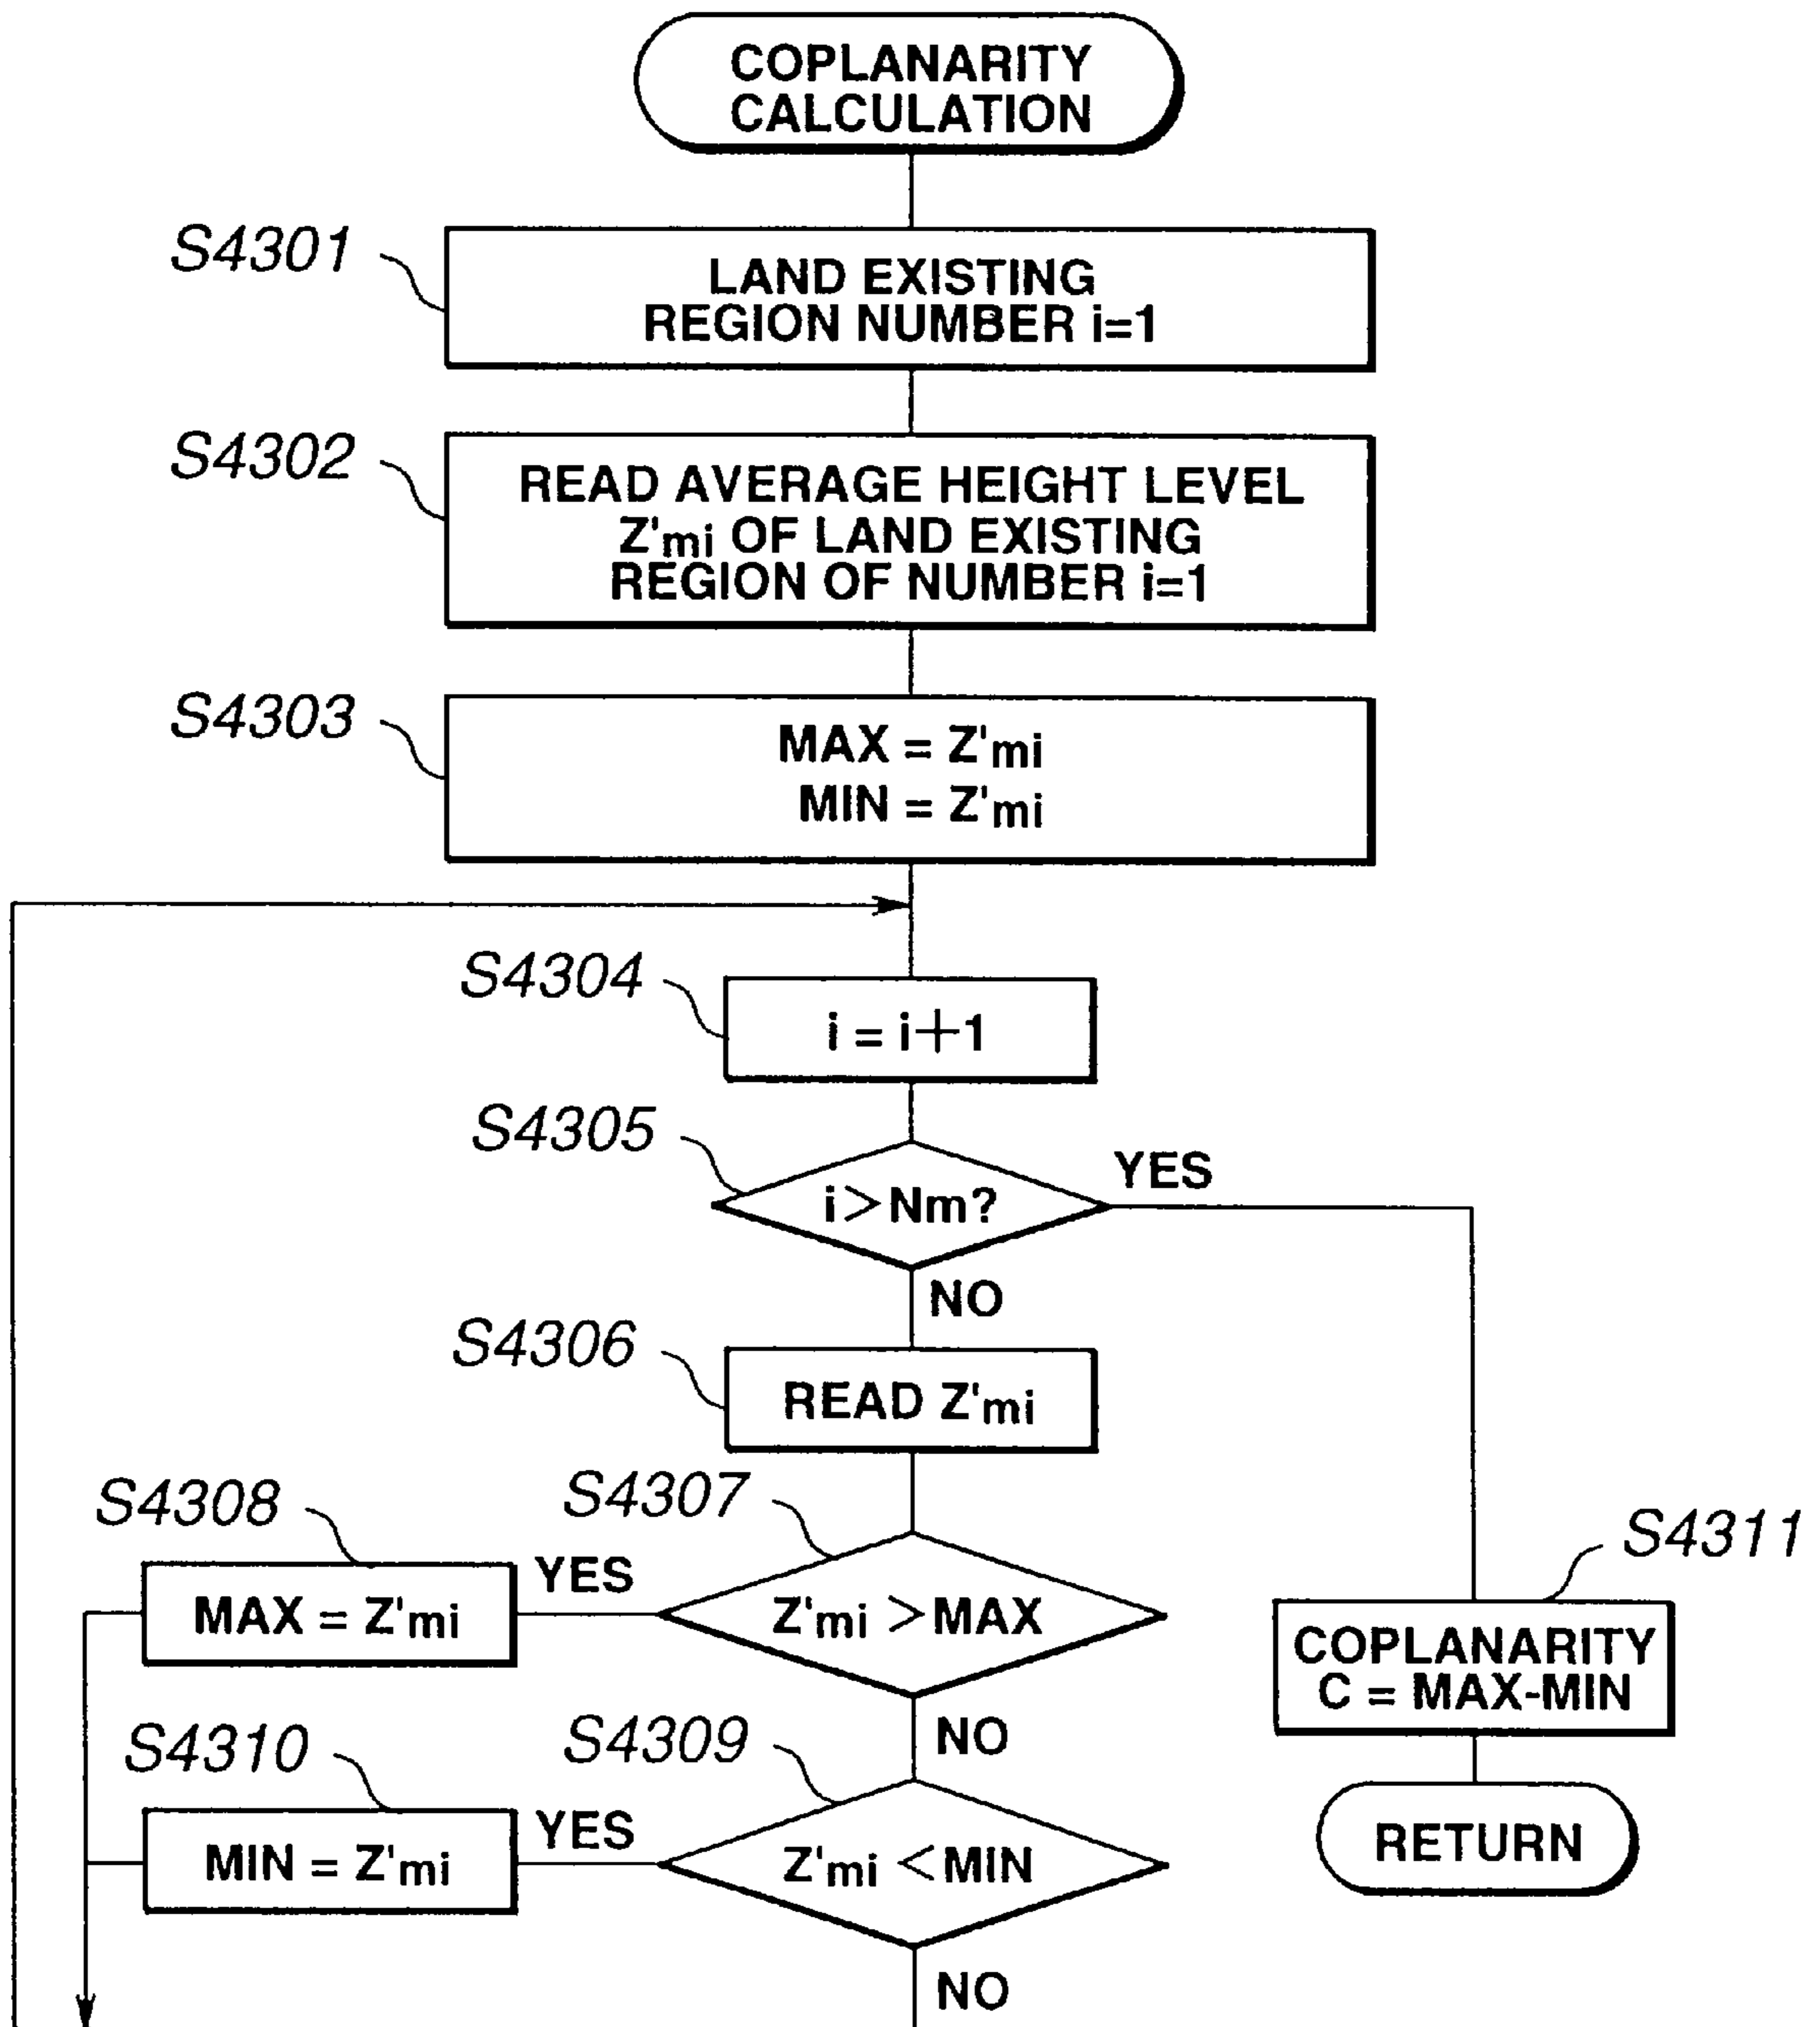 COPLANARITY
CALCULATION
S4301
LAND EXISTING
REGION NUMBER i=1
S4302
READ AVERAGE HEIGHT LEVEL
Z'mi OF LAND EXISTING
REGION OF NUMBER i=1
S4303
MAX = Z'mi
MIN = Z'mi
S4304
i = i+1
S4305
i>Nm?
YES
NO
S4306
READ Z'mi
S4307
Z'mi >MAX
YES
S4308
MAX = Z'mi
NO
S4309
Z'mi <MIN
YES
S4310
MIN = Z'mi
NO
S4311
COPLANARITY
C = MAX-MIN
RETURN